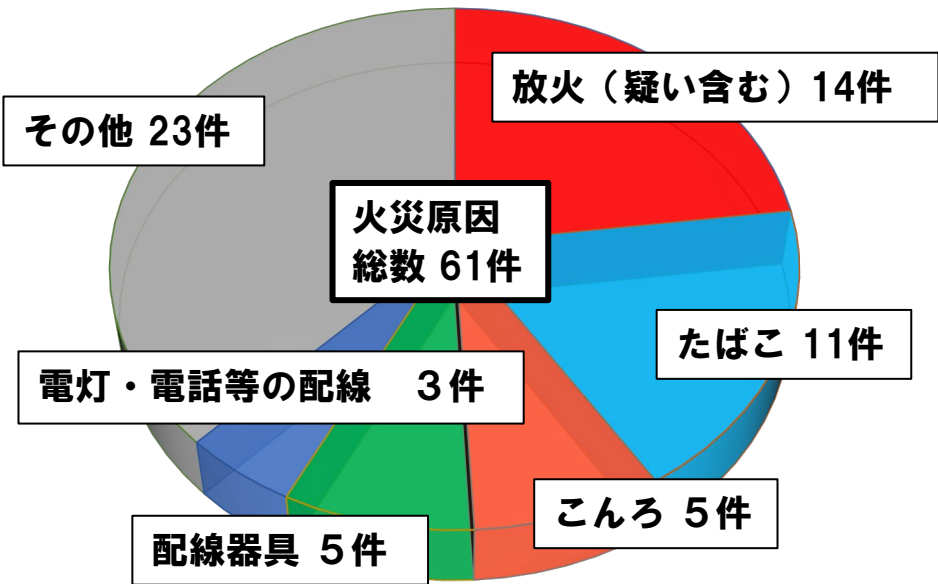 放火（疑い含む）14件
その他 23件
火災原因
総数 61件
たばこ 11件
電灯・電話等の配線　３件
こんろ ５件
配線器具 ５件